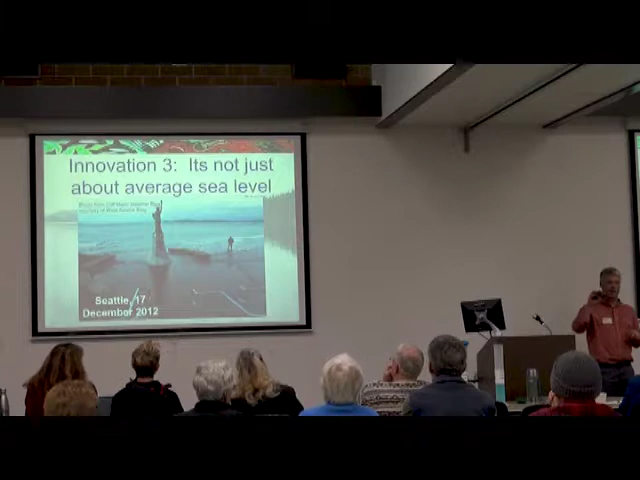 Innovation 3:  Its not just
about average sea level
Seattle, 17
December 2012